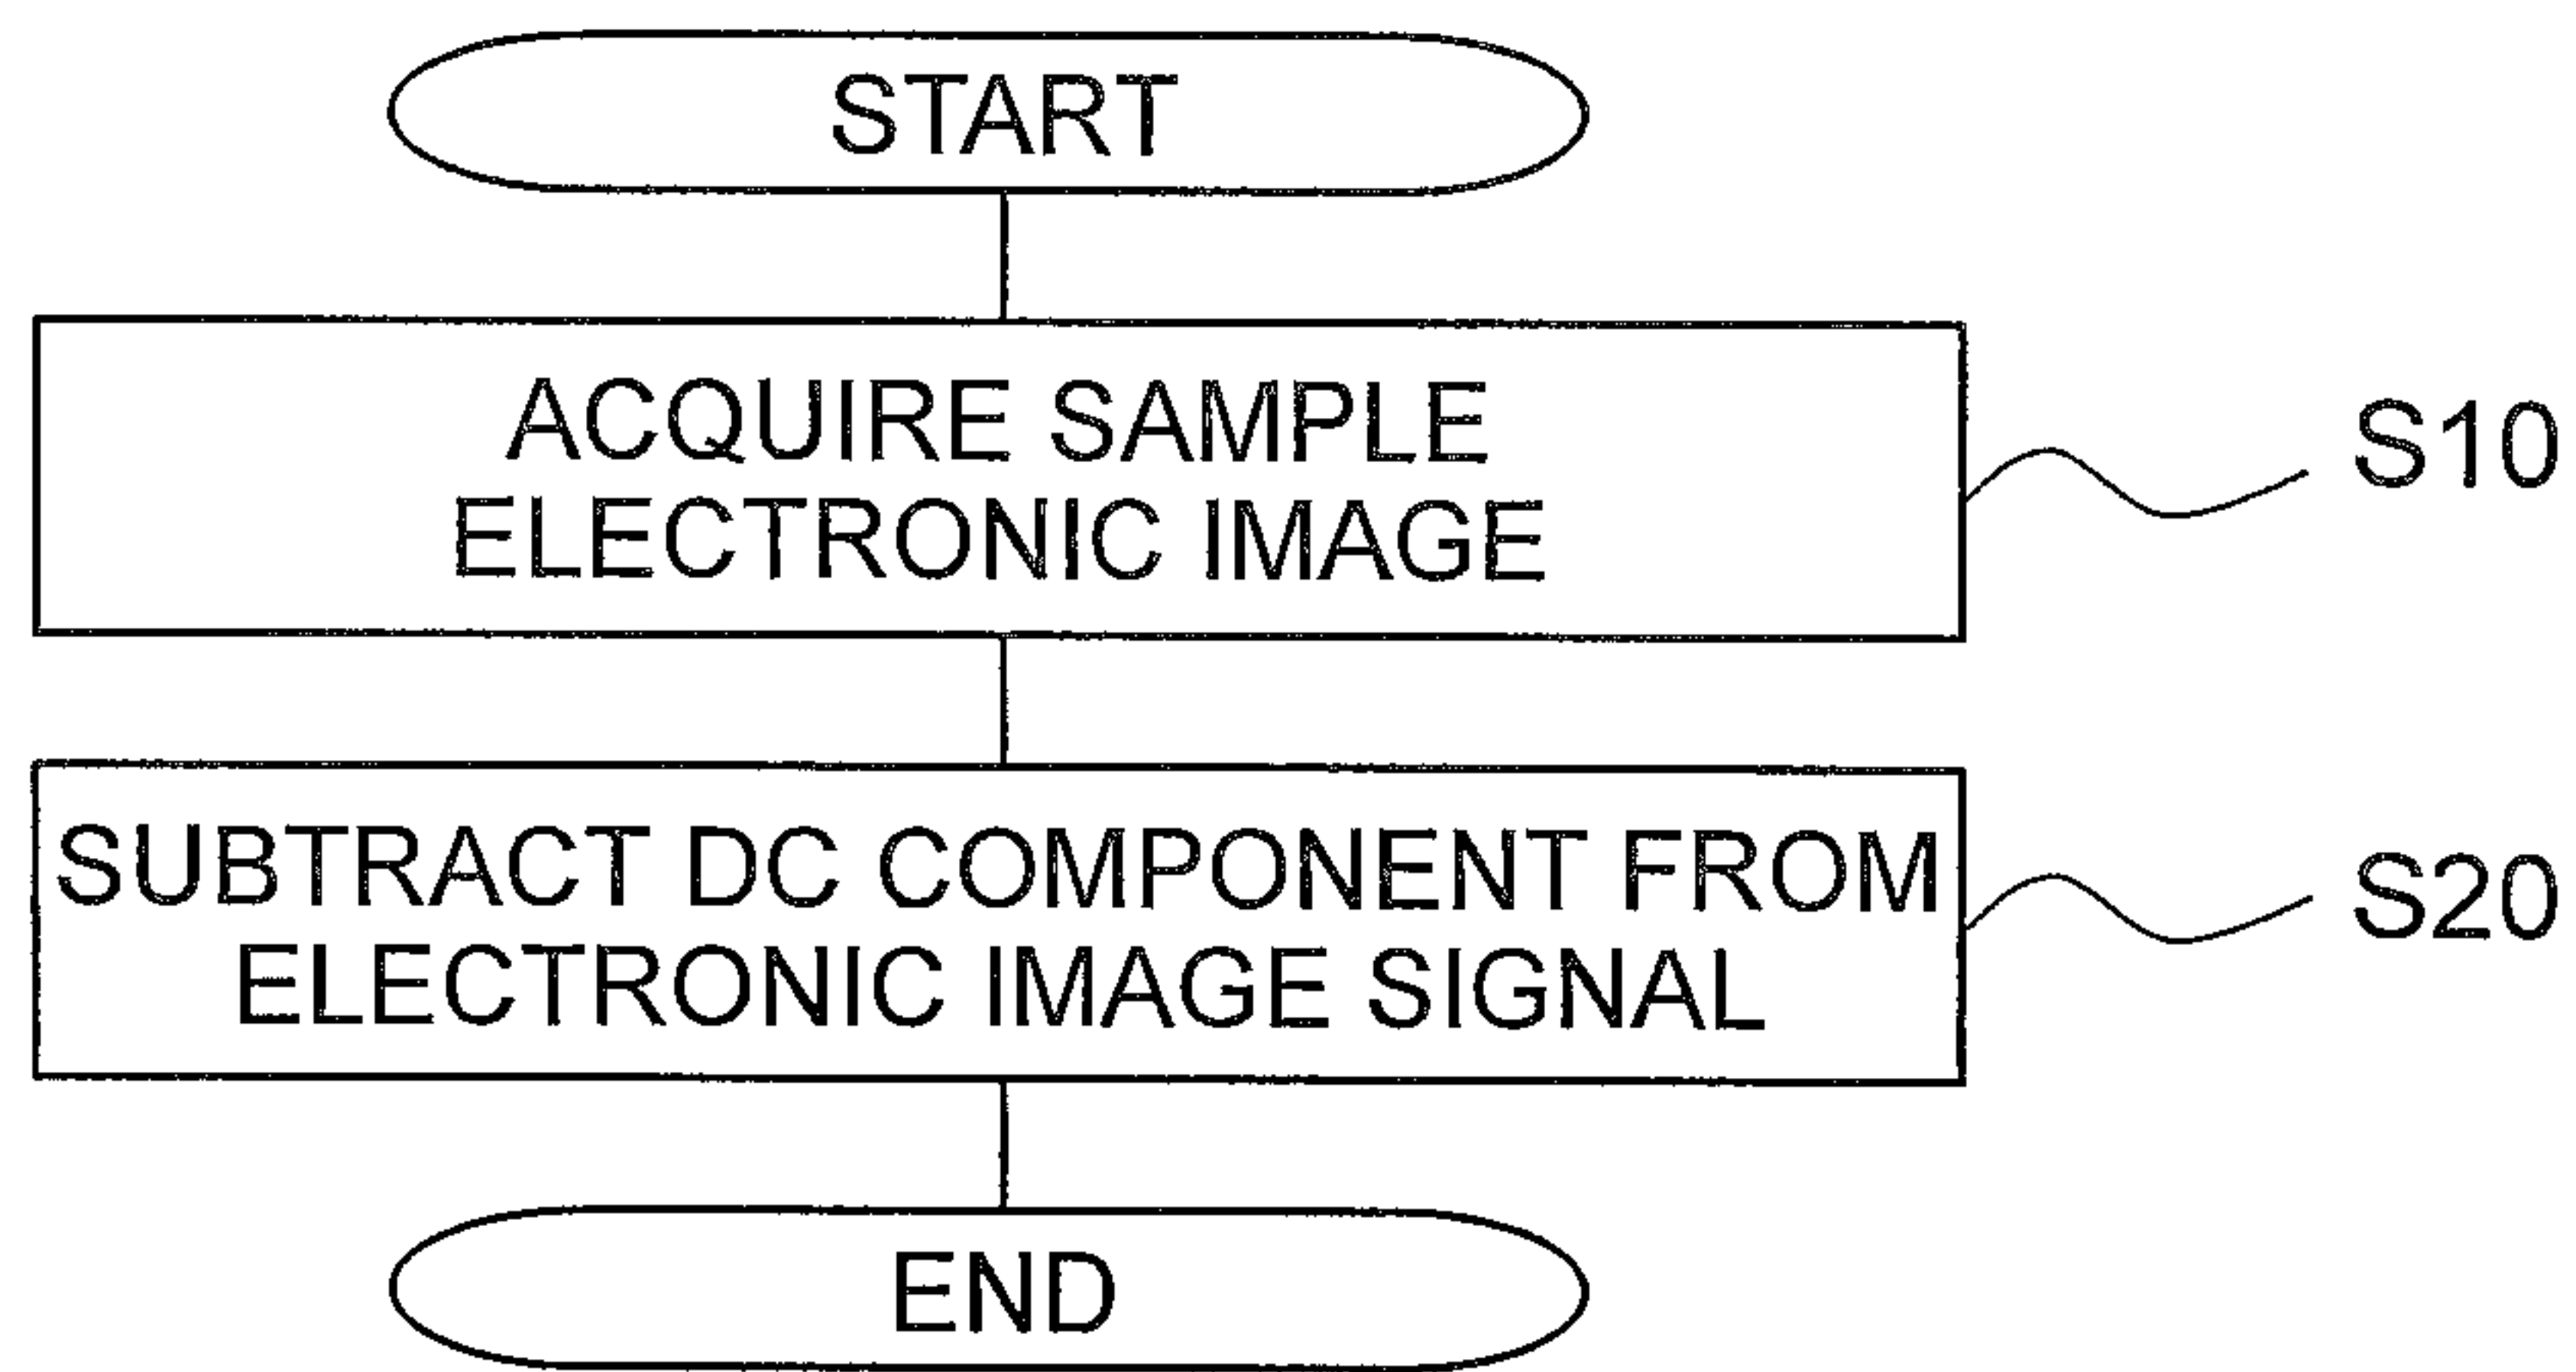 START
ACQUIRE SAMPLE
ELECTRONIC IMAGE
S10
SUBTRACT DC COMPONENT FROM
ELECTRONIC IMAGE SIGNAL
S20
END